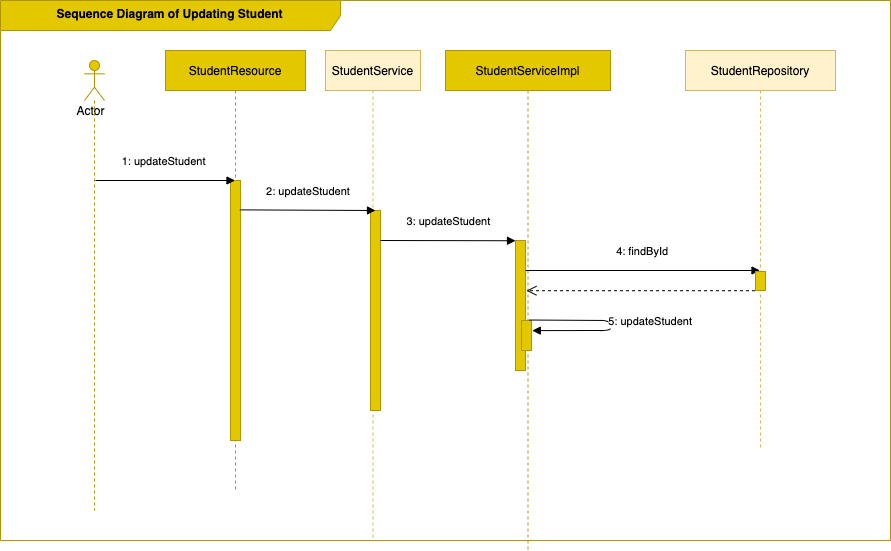 Sequence Diagram of Updating Student
StudentResource
StudentService
StudentServiceImpl
StudentRepository
Actor
1: updateStudent
2: updateStudent
3: updateStudent
4: findById
5: updateStudent